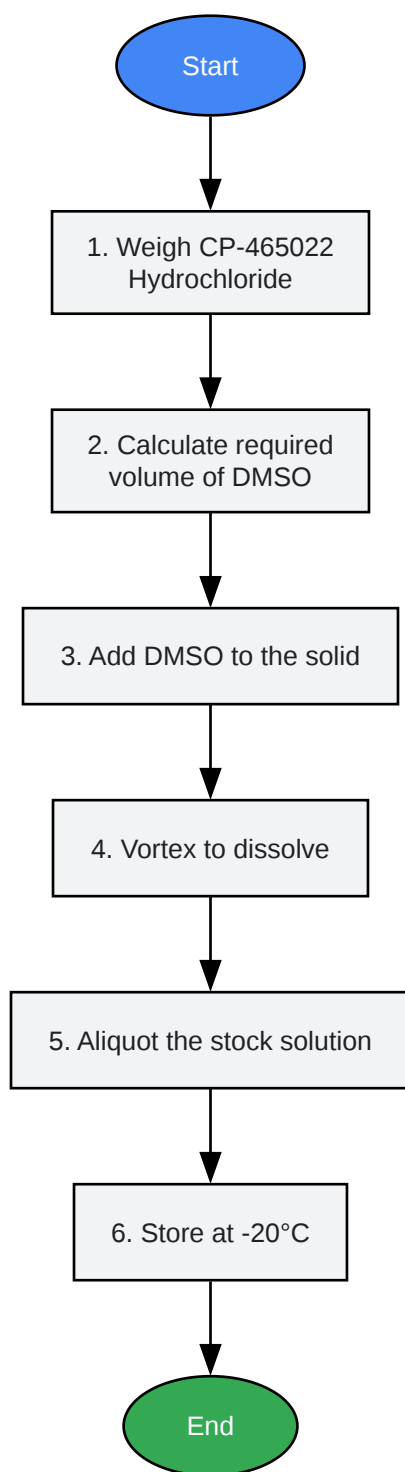 Start
1. Weigh CP-465022
Hydrochloride
2. Calculate required
volume of DMSO
3. Add DMSO to the solid
4. Vortex to dissolve
5. Aliquot the stock solution
6. Store at -20°C
End